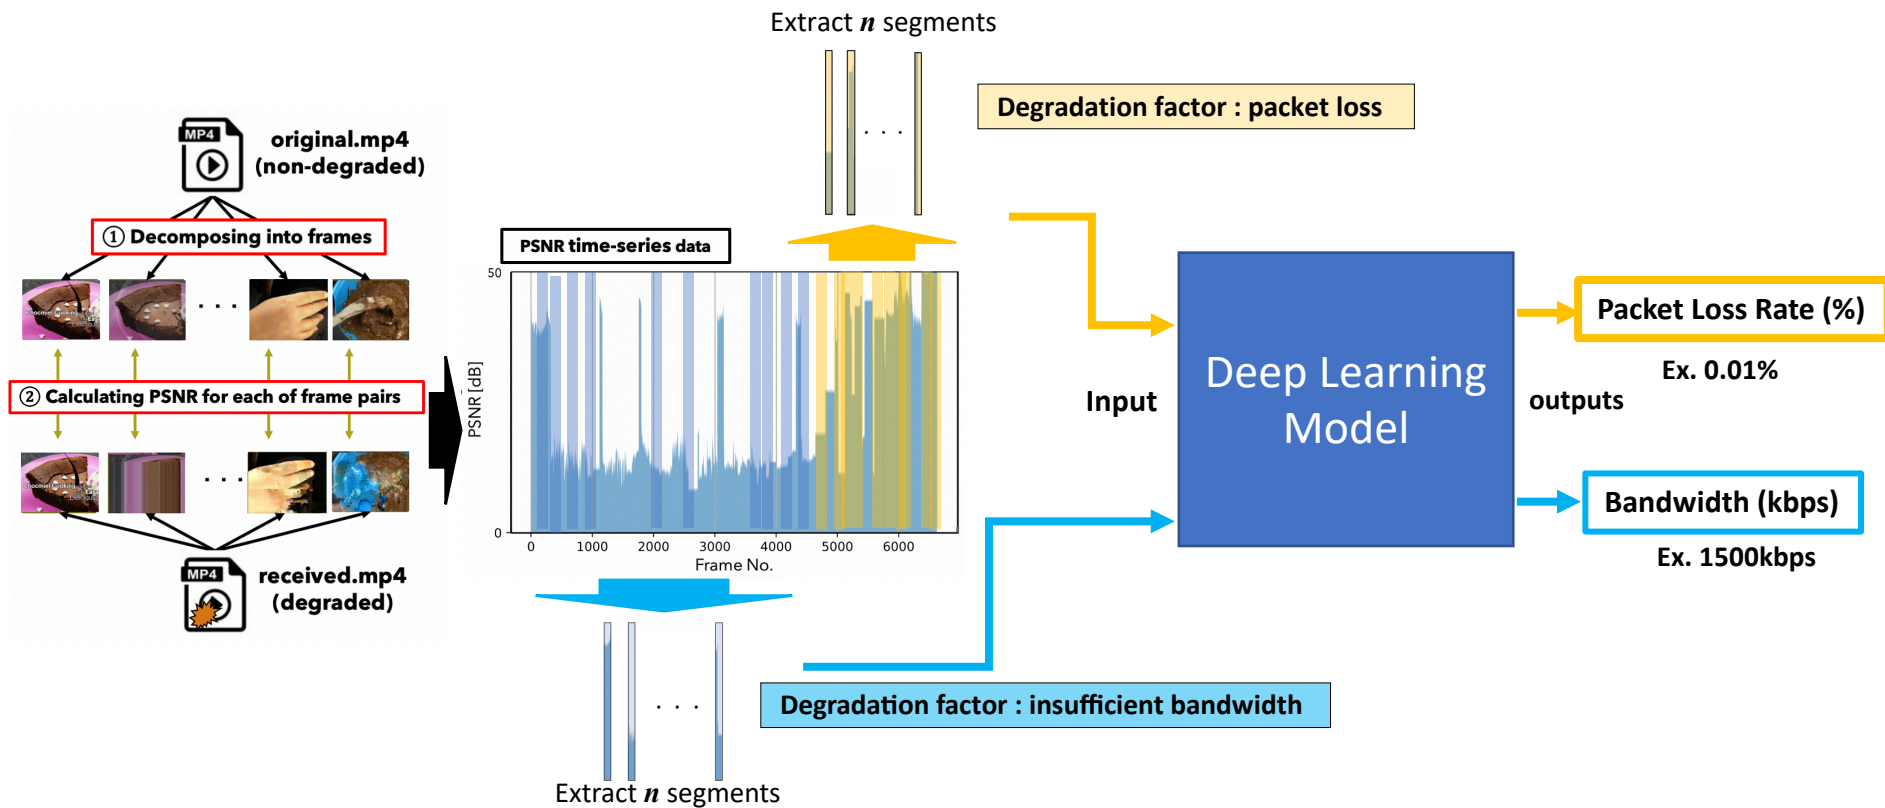 Extract n segments
Degradation factor : packet loss
MP4
original.mp4
(non-degraded)
① Decomposing into frames
PSNR time-series data
. . .
② Calculating PSNR for each of frame pairs
. . .
MP4
received.mp4
(degraded)
50
0
PSNR [dB]
0 1000 2000 3000 4000 5000 6000
Frame No.
. . .
Input
Deep Learning
Model
outputs
Packet Loss Rate (%)
Ex. 0.01%
Bandwidth (kbps)
Ex. 1500kbps
. . .
Degradation factor : insufficient bandwidth
Extract n segments